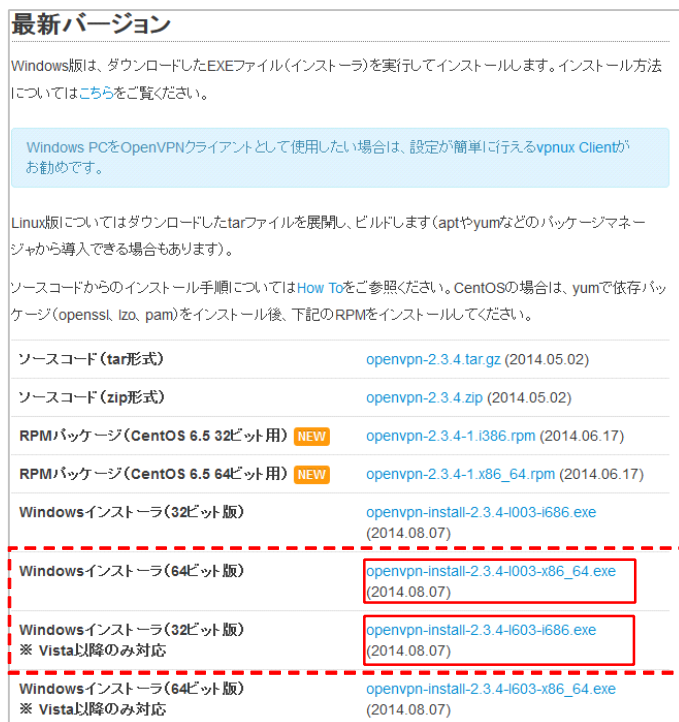 最新バージョン
Windows版は、ダウンロードしたEXEファイル(インストーラ)を実行してインストールします。インストール方法
についてはこちらをご覧ください。
Windows PCをOpenVPNクライアントとして使用したい場合は、設定が簡単に行えるvpnux Clientが
お勧めです。
Linux版についてはダウンロードしたtarファイルを展開し、ビルドします(aptやyumなどのパッケージマネー
ジャから導入できる場合もあります)。
ソースコードからのインストール手順についてはHow Toをご参照ください。CentOSの場合は、yumで依存パッ
ケージ(openssl、lzo、pam)をインストール後、下記のRPMをインストールしてください。
ソースコード(tar形式) openvpn-2.3.4.tar.gz (2014.05.02)
ソースコード(zip形式) openvpn-2.3.4.zip (2014.05.02)
RPMパッケージ(CentOS 6.5 32ビット用) NEW openvpn-2.3.4-1.i386.rpm (2014.06.17)
RPMパッケージ(CentOS 6.5 64ビット用) NEW openvpn-2.3.4-1.x86_64.rpm (2014.06.17)
Windowsインストーラ(32ビット版) openvpn-install-2.3.4-I003-i686.exe
(2014.08.07)
Windowsインストーラ(64ビット版) openvpn-install-2.3.4-I003-x86_64.exe
(2014.08.07)
Windowsインストーラ(32ビット版) openvpn-install-2.3.4-I603-i686.exe
※ Vista以降のみ対応 (2014.08.07)
Windowsインストーラ(64ビット版) openvpn-install-2.3.4-I603-x86_64.exe
※ Vista以降のみ対応 (2014.08.07)